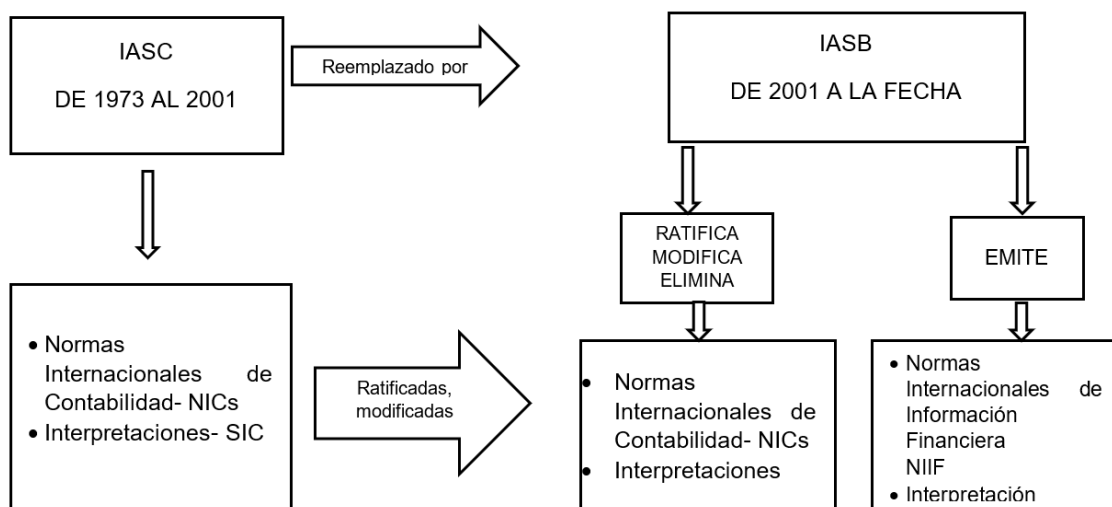 IASC
DE 1973 AL 2001
Reemplazado por
IASB
DE 2001 A LA FECHA
RATIFICA
MODIFICA
ELIMINA
EMITE
• Normas
Internacionales de
Contabilidad- NICs
• Interpretaciones- SIC
Ratificadas,
modificadas
• Normas
Internacionales de
Contabilidad- NICs
• Interpretaciones
• Normas
Internacionales de
Información
Financiera
NIIF
• Interpretación